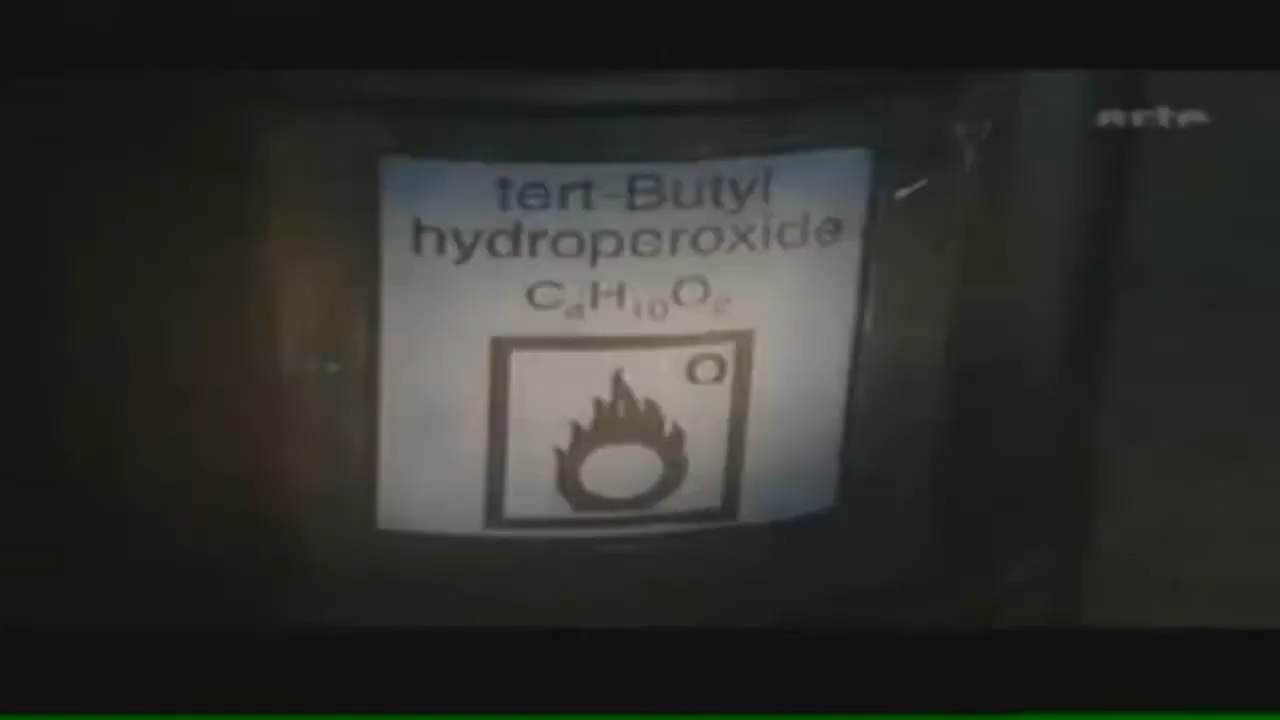 arte
tert-Butyl
hydroperoxide
C₄H₁₀O₂
O